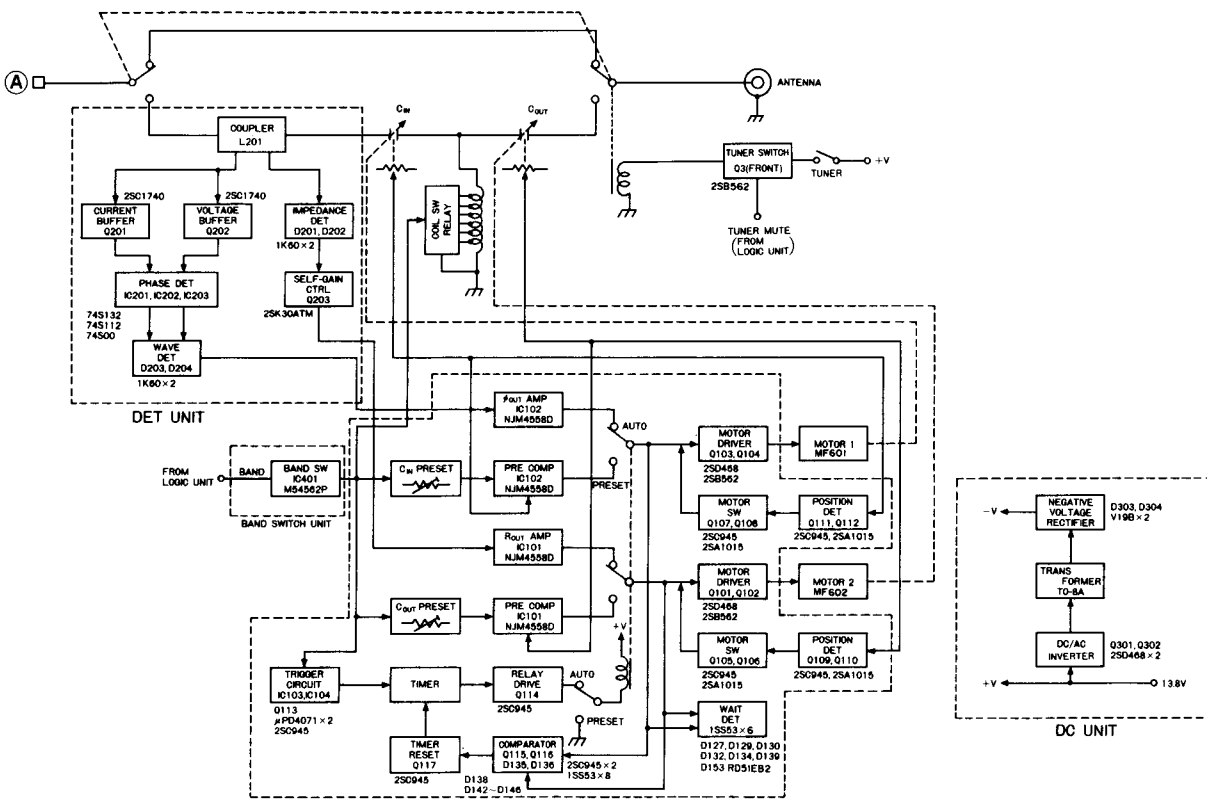 A
ANTENNA
CIN
COUT
COUPLER
L201
TUNER SWITCH
Q3(FRONT)
2SB562
TUNER
+V
TUNER MUTE
(FROM
LOGIC UNIT)
2SC1740
2SC1740
CURRENT
BUFFER
Q201
VOLTAGE
BUFFER
Q202
IMPEDANCE
DET
D201, D202
1K60×2
COIL SW
RELAY
PHASE DET
IC201, IC202, IC203
74S132
74S112
74S00
SELF-GAIN
CTRL
Q203
2SK30ATM
WAVE
DET
D203, D204
1K60×2
DET UNIT
OUT AMP
IC102
NJM4558D
AUTO
PRESET
MOTOR
DRIVER
Q103, Q104
2SD468
2SB562
MOTOR 1
MF601
FROM
LOGIC UNIT
BAND
BAND SW
IC401
M54562P
BAND SWITCH UNIT
CIN PRESET
PRE COMP
IC102
NJM4558D
MOTOR
SW
Q107, Q108
2SC945
2SA1015
POSITION
DET
Q111, Q112
2SC945, 2SA1015
ROUT AMP
IC101
NJM4558D
MOTOR
DRIVER
Q101, Q102
2SD468
2SB562
MOTOR 2
MF602
COUT PRESET
PRE COMP
IC101
NJM4558D
+V
MOTOR
SW
Q105, Q106
2SC945
2SA1015
POSITION
DET
Q109, Q110
2SC945, 2SA1015
TRIGGER
CIRCUIT
IC103, IC104
Q113
μPD4071×2
2SC945
TIMER
RELAY
DRIVE
Q114
2SC945
AUTO
PRESET
WAIT
DET
1SS53×6
D127, D129, D130
D132, D134, D139
D153 RD51EB2
TIMER
RESET
Q117
2SC945
COMPARATOR
Q115, Q116
D135, D136
2SC945×2
1SS53×8
D138
D142～D146
NEGATIVE
VOLTAGE
RECTIFIER
D303, D304
V19B×2
-V
TRANS
FORMER
TO-8A
DC/AC
INVERTER
Q301, Q302
2SD468×2
+V
13.8V
DC UNIT